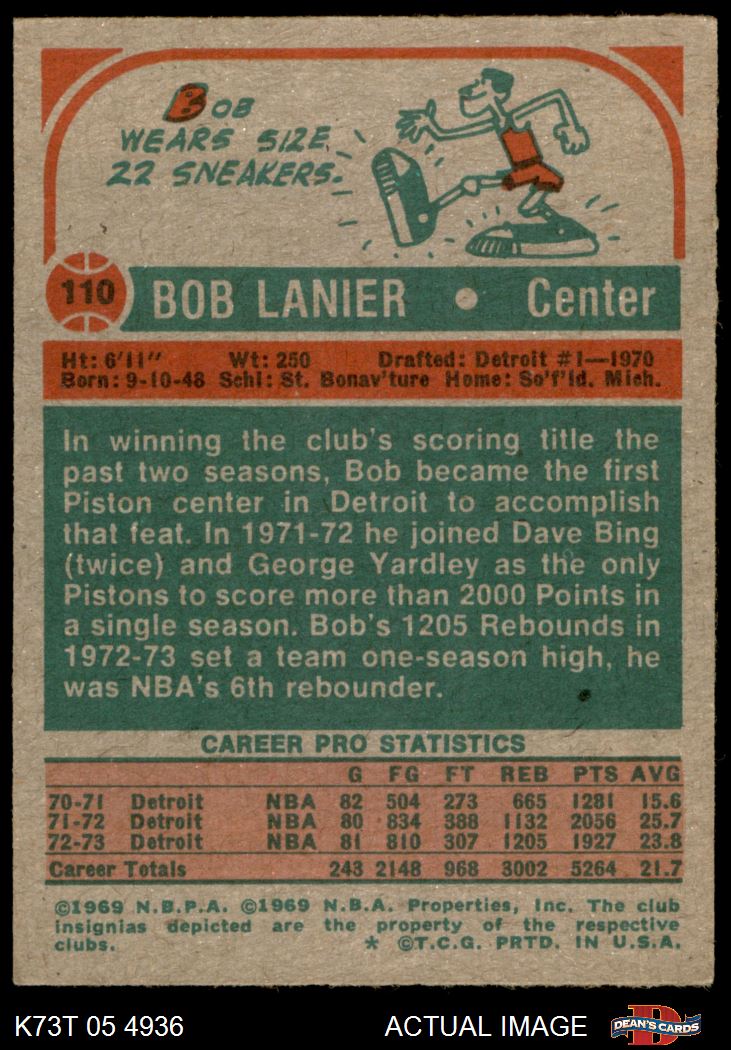 BOB
WEARS SIZE
22 SNEAKERS.
110 BOB LANIER • Center
Ht: 6'11" Wt: 250 Drafted: Detroit #1—1970
Born: 9-10-48 Schl: St. Bonav'ture Home: So'f'ld. Mich.
In winning the club's scoring title the
past two seasons, Bob became the first
Piston center in Detroit to accomplish
that feat. In 1971-72 he joined Dave Bing
(twice) and George Yardley as the only
Pistons to score more than 2000 Points in
a single season. Bob's 1205 Rebounds in
1972-73 set a team one-season high, he
was NBA's 6th rebounder.
CAREER PRO STATISTICS
G FG FT REB PTS AVG
70-71 Detroit NBA 82 504 273 665 1281 15.6
71-72 Detroit NBA 80 834 388 1132 2056 25.7
72-73 Detroit NBA 81 810 307 1205 1927 23.8
Career Totals 243 2148 968 3002 5264 21.7
©1969 N.B.P.A. ©1969 N.B.A. Properties, Inc. The club
insignias depicted are the property of the respective
clubs. * ©T.C.G. PRTD. IN U.S.A.
K73T 05 4936 ACTUAL IMAGE DEAN'S CARDS